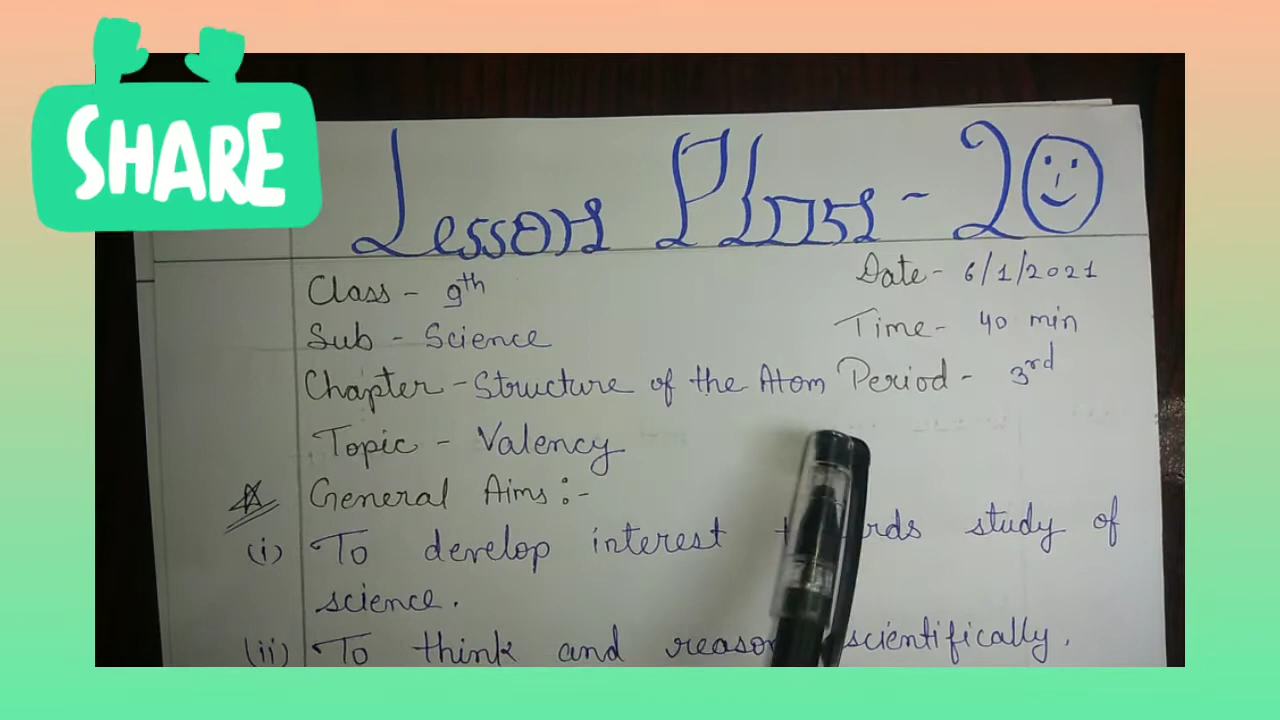 SHARE
Lesson Plan - 20
Class - 9th
Date - 6/1/2021
Sub - Science
Time - 40 min
Chapter - Structure of the Atom
Period - 3rd
Topic - Valency
General Aims :-
(i) To develop interest study of
science.
(ii) To think and scientifically.